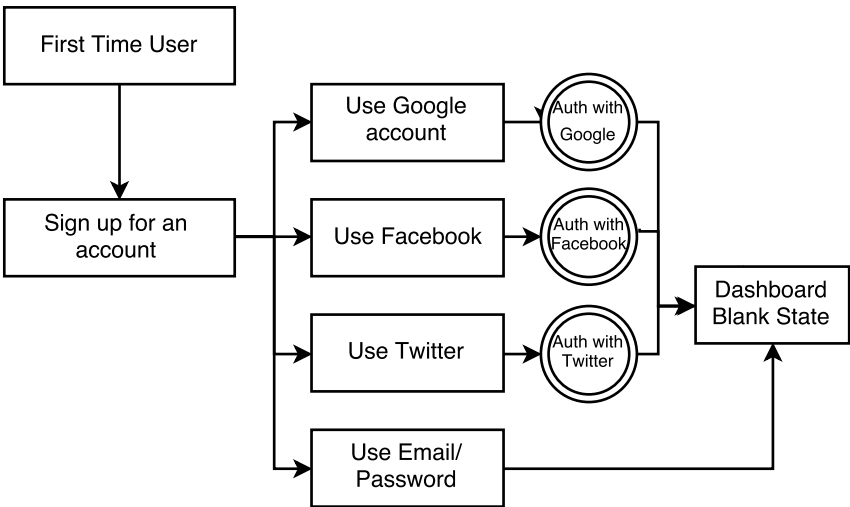 First Time User
Sign up for an
account
Use Google
account
Auth with
Google
Use Facebook
Auth with
Facebook
Use Twitter
Auth with
Twitter
Use Email/
Password
Dashboard
Blank State